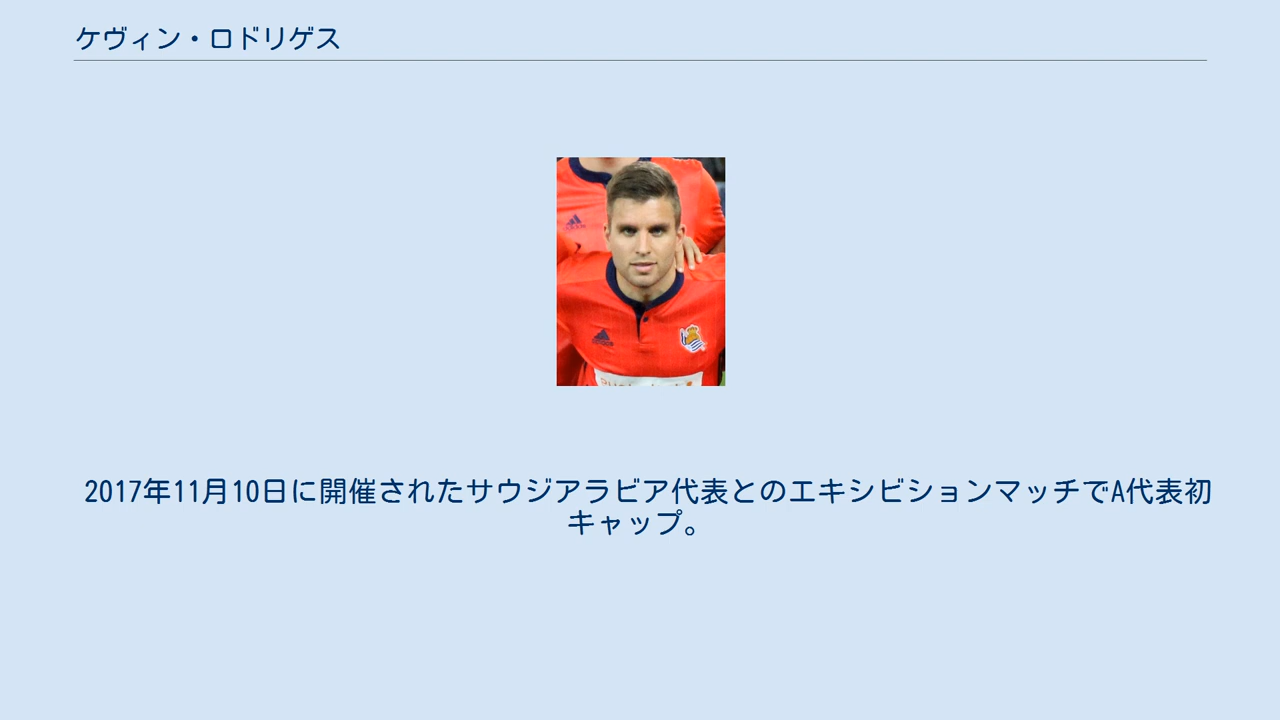 ケヴィン・ロドリゲス
2017年11月10日に開催されたサウジアラビア代表とのエキシビションマッチでA代表初
キャップ。